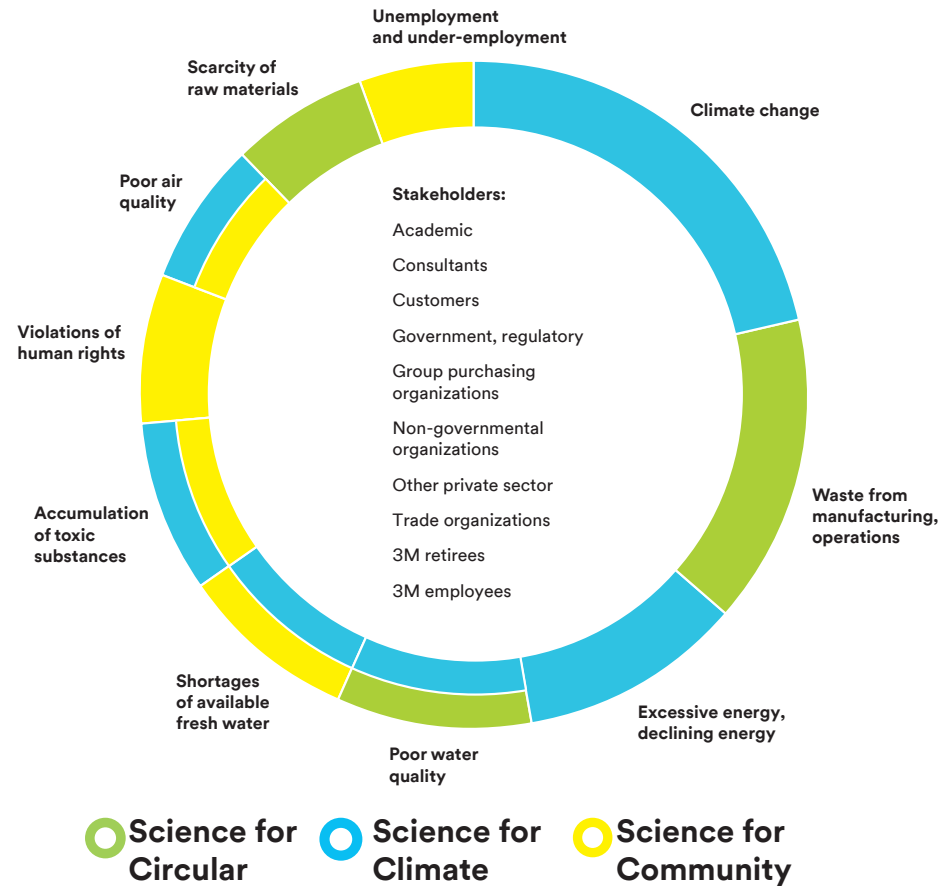 Unemployment
and under-employment
Scarcity of
raw materials
Climate change
Poor air
quality
Stakeholders:
Academic
Consultants
Customers
Government, regulatory
Group purchasing
organizations
Non-governmental
organizations
Other private sector
Trade organizations
3M retirees
3M employees
Violations of
human rights
Waste from
manufacturing,
operations
Accumulation
of toxic
substances
Shortages
of available
fresh water
Excessive energy,
declining energy
Poor water
quality
Science for
Circular
Science for
Climate
Science for
Community